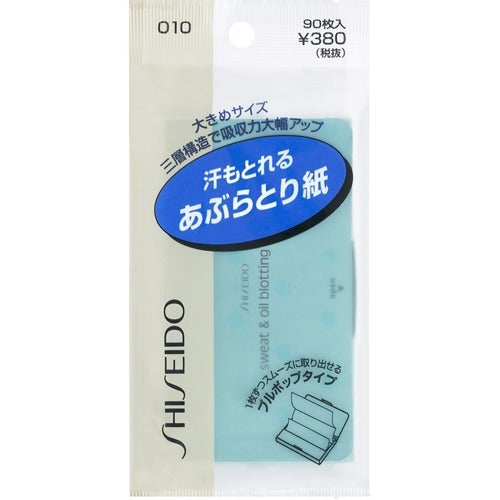 010
90枚入
¥380
(税抜)
大きめサイズ
三層構造で吸収力大幅アップ
汗もとれる
あぶらとり紙
SHISEIDO
SHISEIDO
sweat & oil blotting
open
1枚ずつスムーズに取り出せる
プルポップタイプ